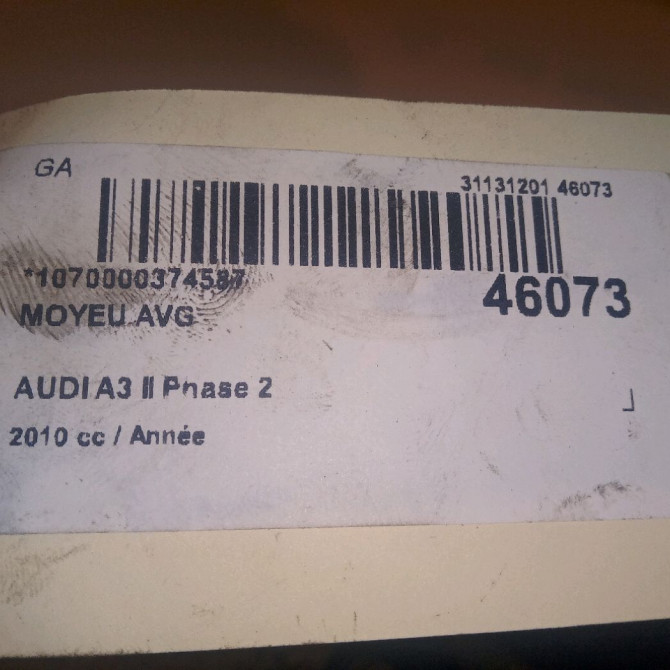 GA
31131201 46073
*1070000374587
46073
MOYEU AVG
AUDI A3 II Phase 2
2010 cc / Année